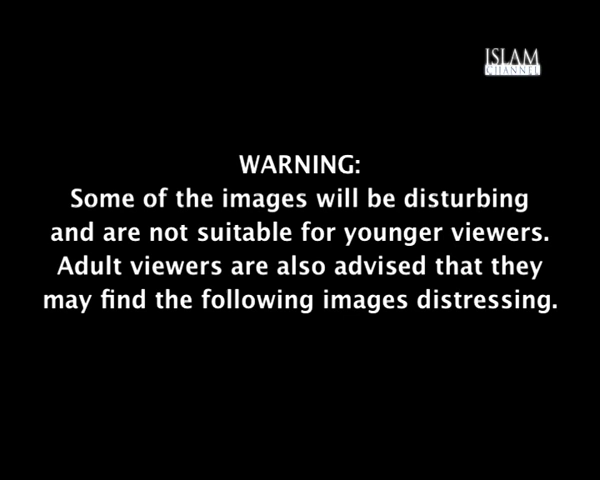 ISLAM
CHANNEL
WARNING:
Some of the images will be disturbing
and are not suitable for younger viewers.
Adult viewers are also advised that they
may find the following images distressing.